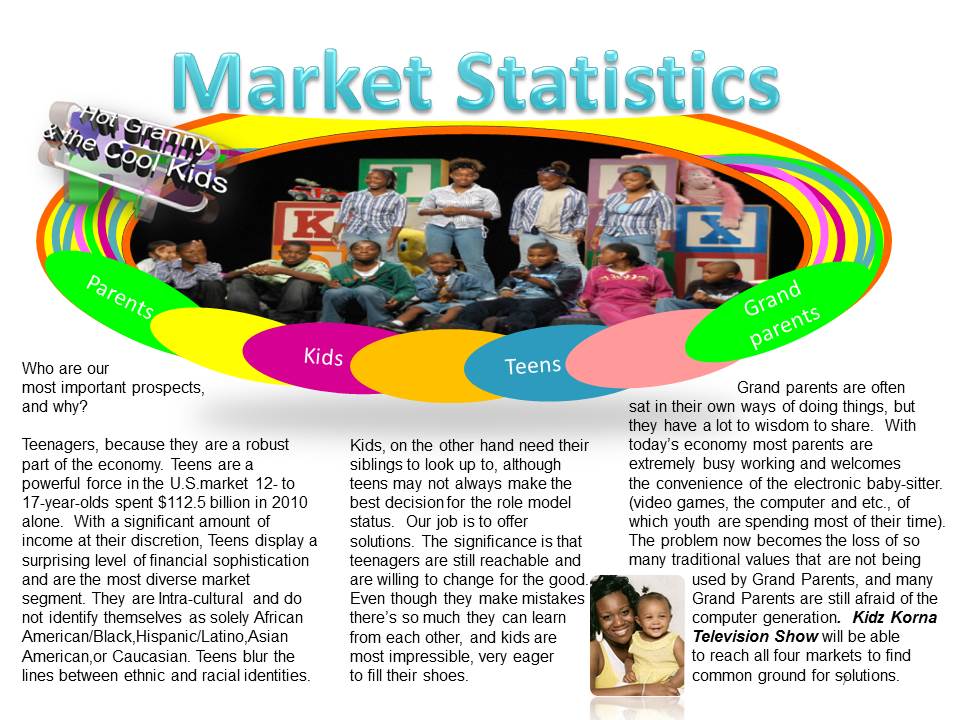 Market Statistics
Hot Granny
& the Cool Kids
Parents
Kids
Teens
Grand
parents
Who are our
most important prospects,
and why?
Teenagers, because they are a robust
part of the economy. Teens are a
powerful force in the U.S.market 12- to
17-year-olds spent $112.5 billion in 2010
alone. With a significant amount of
income at their discretion, Teens display a
surprising level of financial sophistication
and are the most diverse market
segment. They are Intra-cultural and do
not identify themselves as solely African
American/Black,Hispanic/Latino,Asian
American,or Caucasian. Teens blur the
lines between ethnic and racial identities.
Kids, on the other hand need their
siblings to look up to, although
teens may not always make the
best decision for the role model
status. Our job is to offer
solutions. The significance is that
teenagers are still reachable and
are willing to change for the good.
Even though they make mistakes
there's so much they can learn
from each other, and kids are
most impressible, very eager
to fill their shoes.
Grand parents are often
sat in their own ways of doing things, but
they have a lot to wisdom to share. With
today's economy most parents are
extremely busy working and welcomes
the convenience of the electronic baby-sitter.
(video games, the computer and etc., of
which youth are spending most of their time).
The problem now becomes the loss of so
many traditional values that are not being
used by Grand Parents, and many
Grand Parents are still afraid of the
computer generation. Kidz Korna
Television Show will be able
to reach all four markets to find
common ground for solutions.